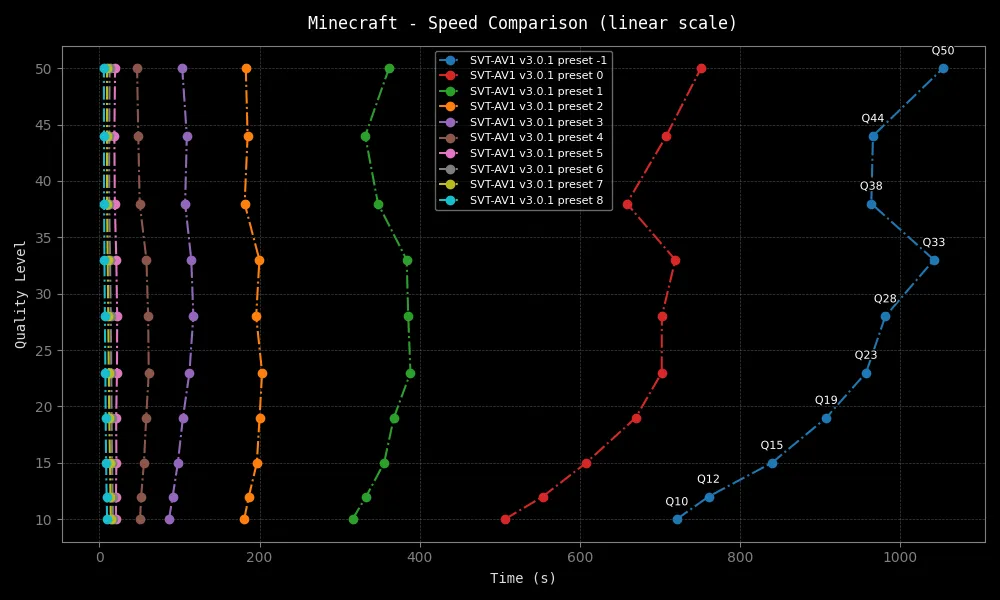 Minecraft - Speed Comparison (linear scale)
Q50
50
SVT-AV1 v3.0.1 preset -1
SVT-AV1 v3.0.1 preset 0
SVT-AV1 v3.0.1 preset 1
SVT-AV1 v3.0.1 preset 2
SVT-AV1 v3.0.1 preset 3
SVT-AV1 v3.0.1 preset 4
SVT-AV1 v3.0.1 preset 5
SVT-AV1 v3.0.1 preset 6
SVT-AV1 v3.0.1 preset 7
SVT-AV1 v3.0.1 preset 8
Q44
45
Q38
40
Q33
35
Q28
30
Q23
25
Q19
20
Q15
15
Q12
Q10
10
Quality Level
0 200 400 600 800 1000
Time (s)